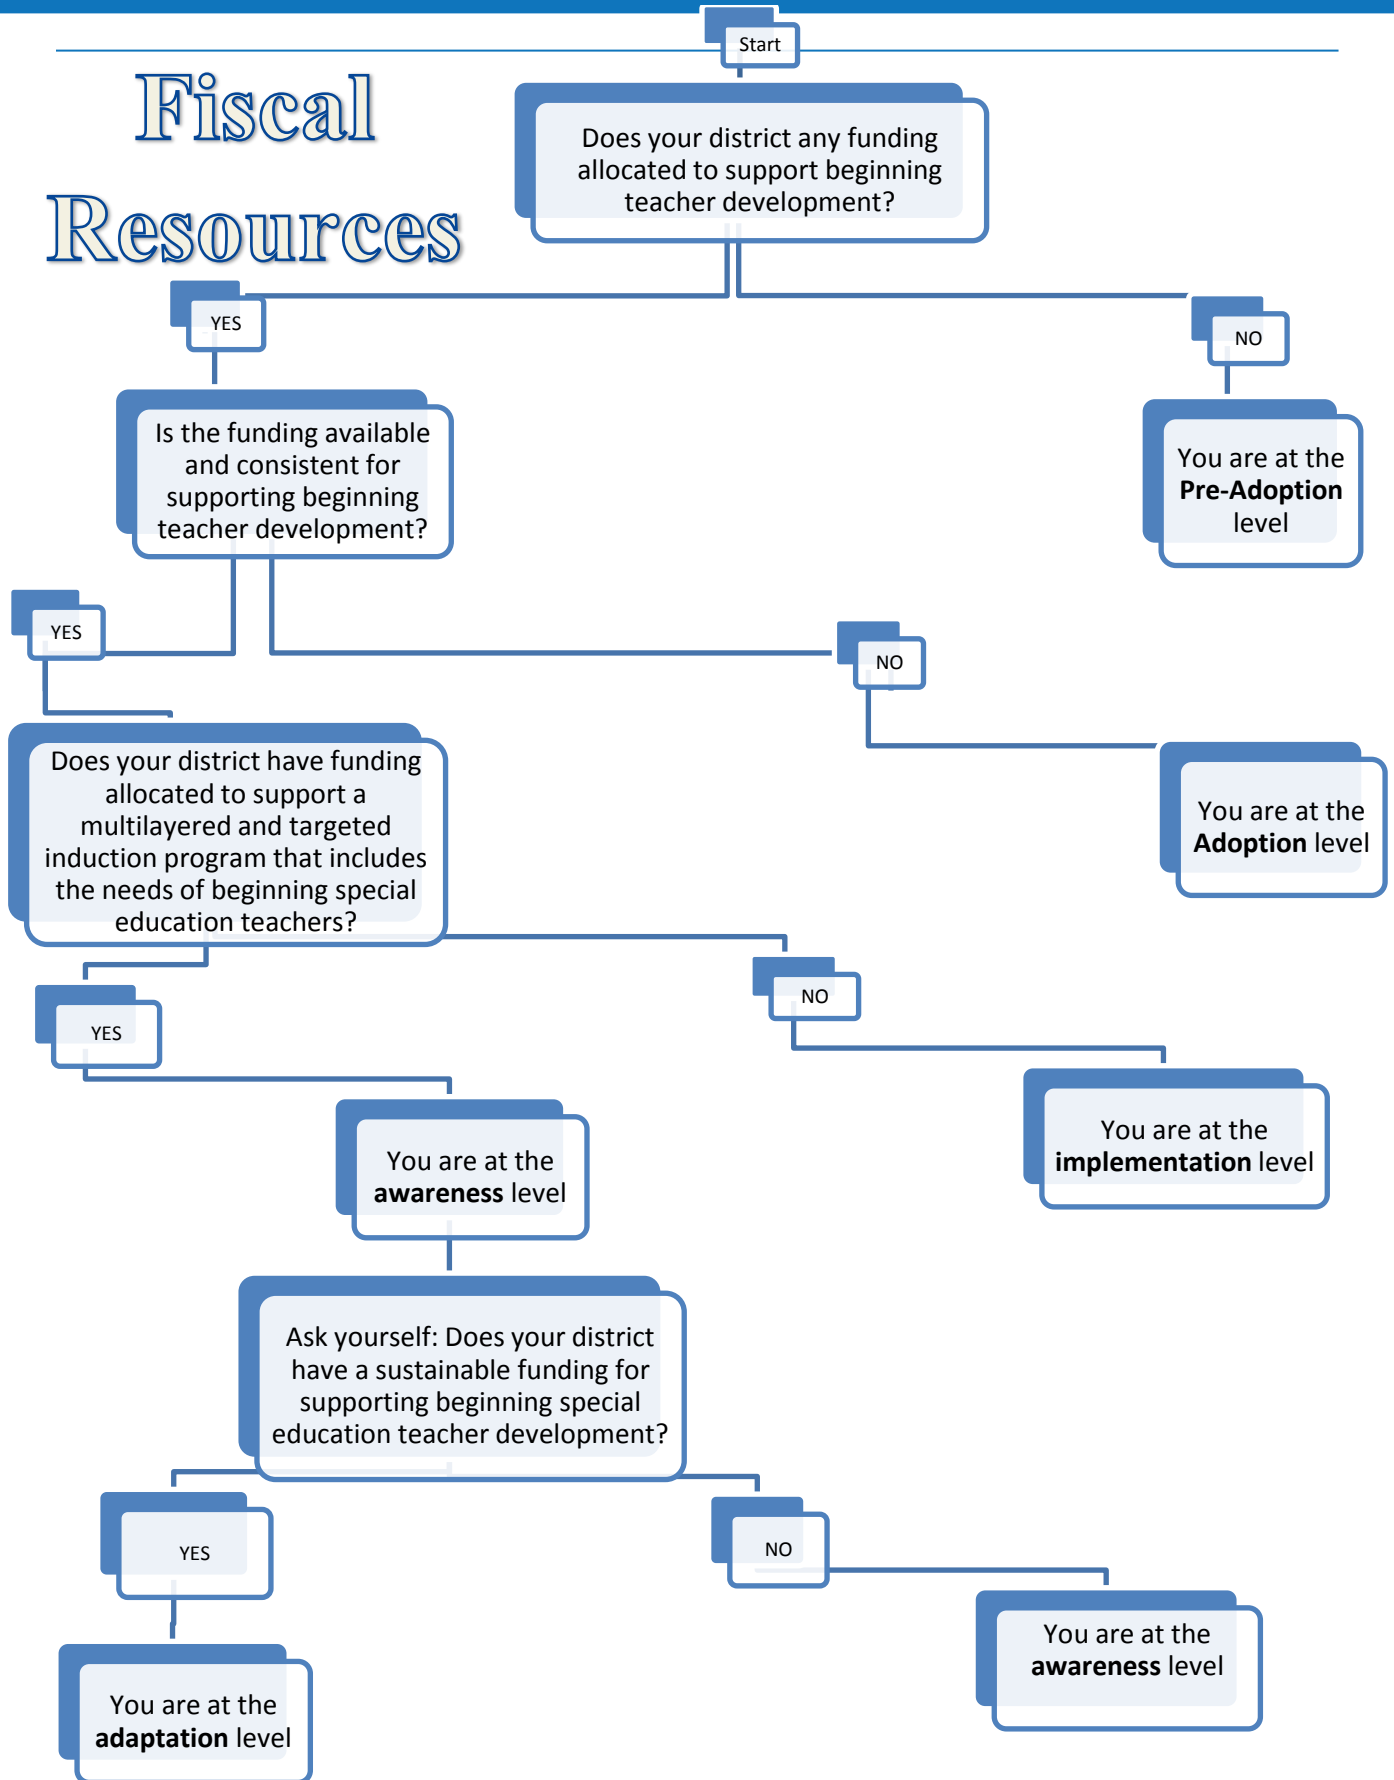 Start
Fiscal
Resources
Does your district any funding
allocated to support beginning
teacher development?
YES
NO
Is the funding available
and consistent for
supporting beginning
teacher development?
You are at the
Pre-Adoption
level
YES
NO
Does your district have funding
allocated to support a
multilayered and targeted
induction program that includes
the needs of beginning special
education teachers?
You are at the
Adoption level
YES
NO
You are at the
awareness level
You are at the
implementation level
Ask yourself: Does your district
have a sustainable funding for
supporting beginning special
education teacher development?
YES
NO
You are at the
adaptation level
You are at the
awareness level